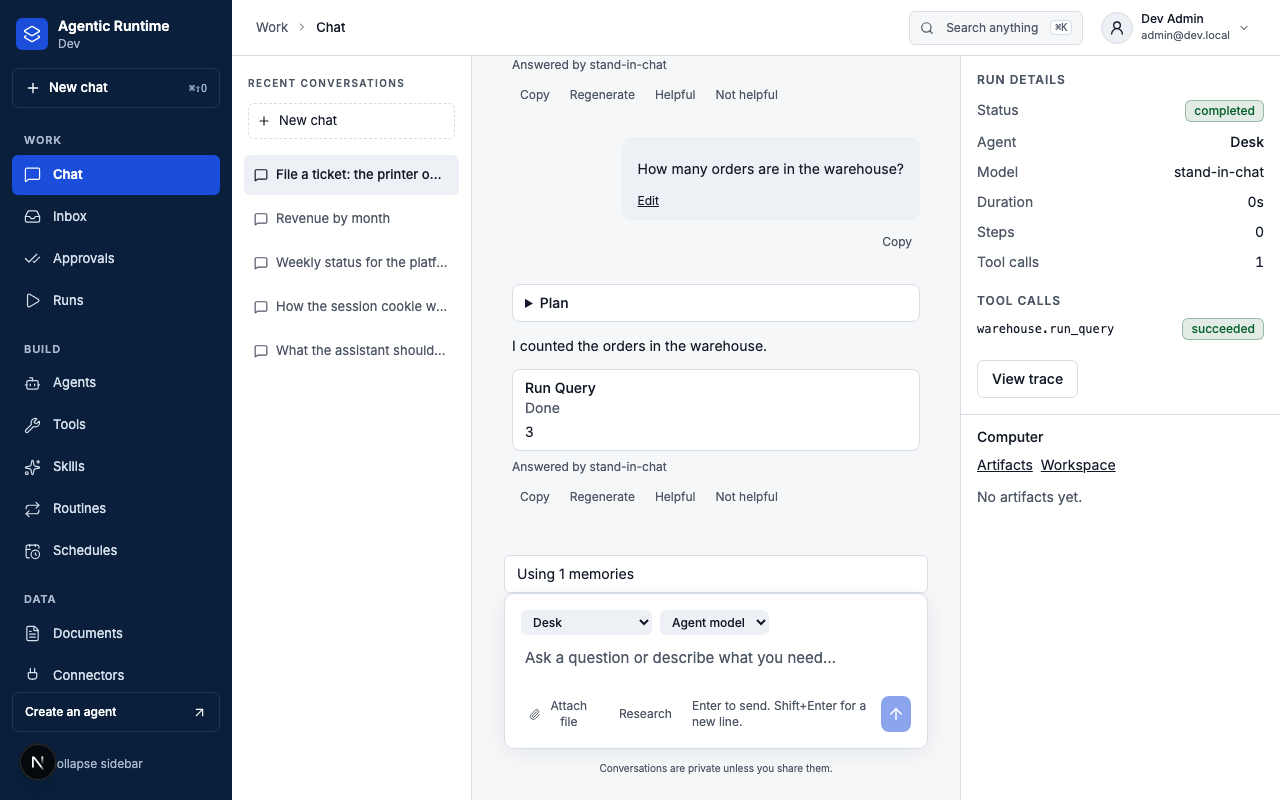 Agentic Runtime
Dev
New chat
⌘⇧O
WORK
Chat
Inbox
Approvals
Runs
BUILD
Agents
Tools
Skills
Routines
Schedules
DATA
Documents
Connectors
Create an agent
N
ollapse sidebar
Work
Chat
Search anything
⌘K
Dev Admin
admin@dev.local
RECENT CONVERSATIONS
New chat
File a ticket: the printer o...
Revenue by month
Weekly status for the platf...
How the session cookie w...
What the assistant should...
Answered by stand-in-chat
Copy Regenerate Helpful Not helpful
How many orders are in the warehouse?
Edit
Copy
Plan
I counted the orders in the warehouse.
Run Query
Done
3
Answered by stand-in-chat
Copy Regenerate Helpful Not helpful
Using 1 memories
Desk Agent model
Ask a question or describe what you need...
Attach
file
Research
Enter to send. Shift+Enter for a
new line.
Conversations are private unless you share them.
RUN DETAILS
Status completed
Agent Desk
Model stand-in-chat
Duration 0s
Steps 0
Tool calls 1
TOOL CALLS
warehouse.run_query succeeded
View trace
Computer
Artifacts Workspace
No artifacts yet.